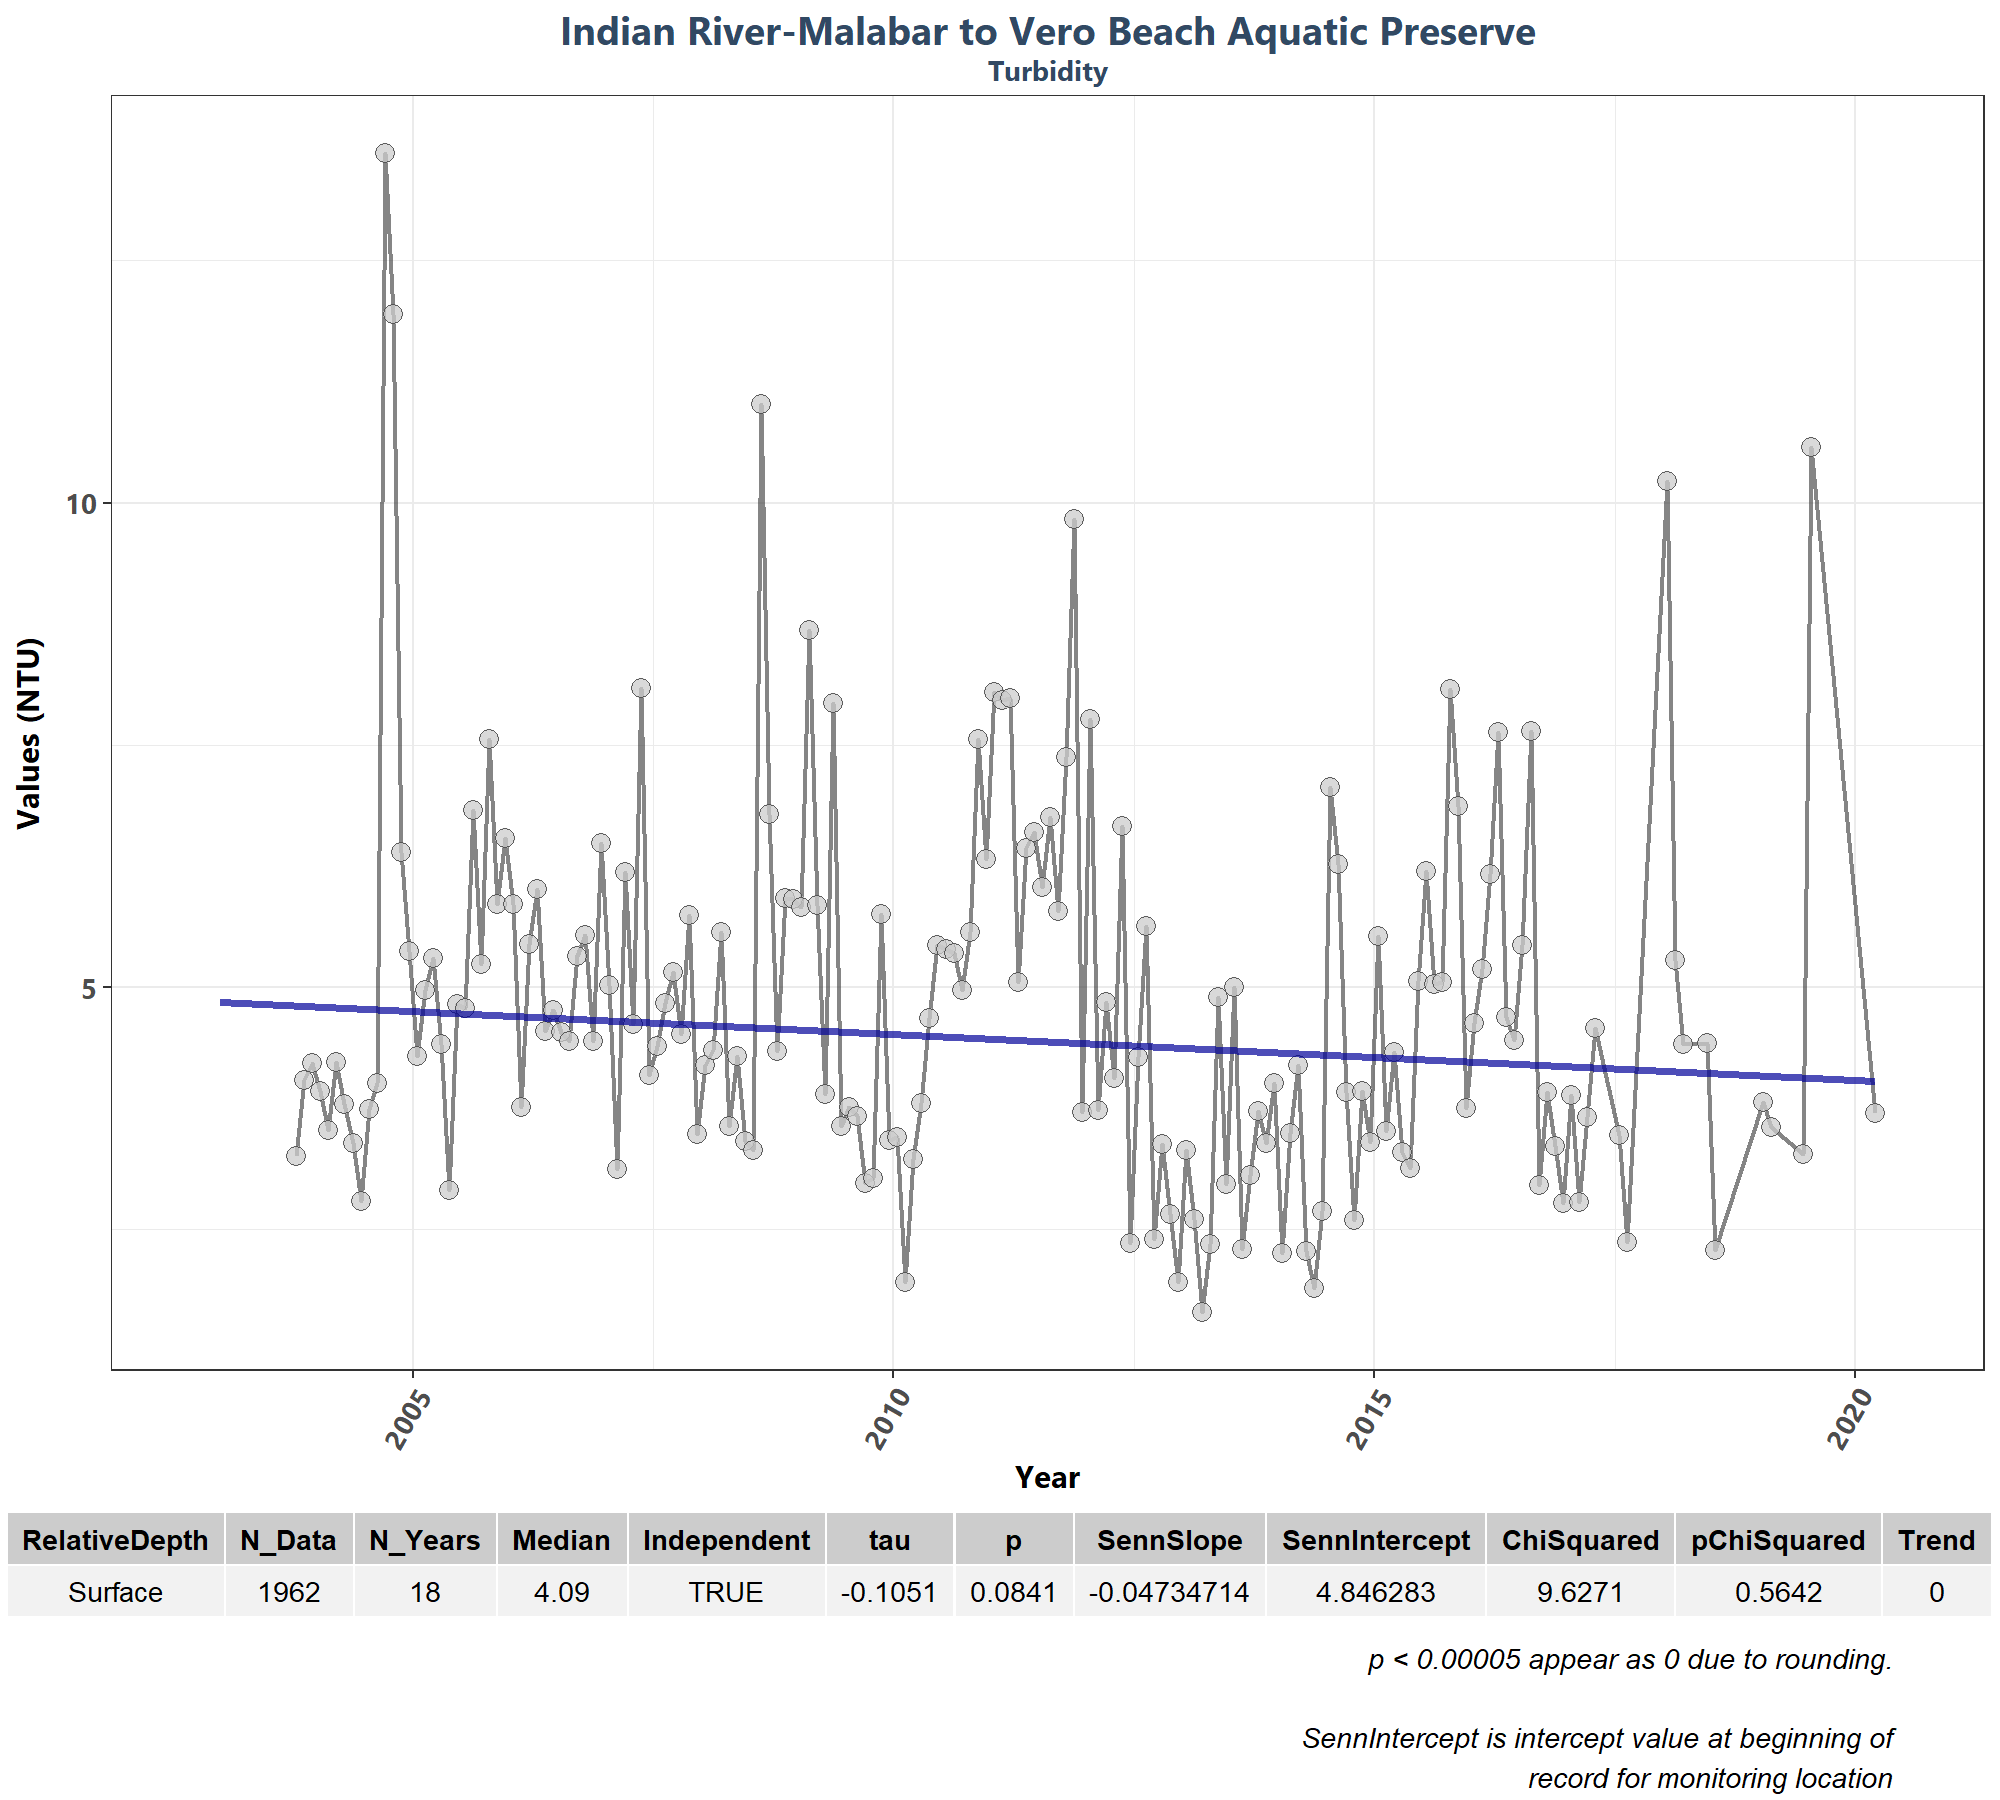 Indian River-Malabar to Vero Beach Aquatic Preserve
Turbidity
10
5
Values (NTU)
2005 2010 2015 2020
Year
RelativeDepth N_Data N_Years Median Independent tau p SennSlope SennIntercept ChiSquared pChiSquared Trend
Surface 1962 18 4.09 TRUE -0.1051 0.0841 -0.04734714 4.846283 9.6271 0.5642 0
p < 0.00005 appear as 0 due to rounding.
SennIntercept is intercept value at beginning of
record for monitoring location